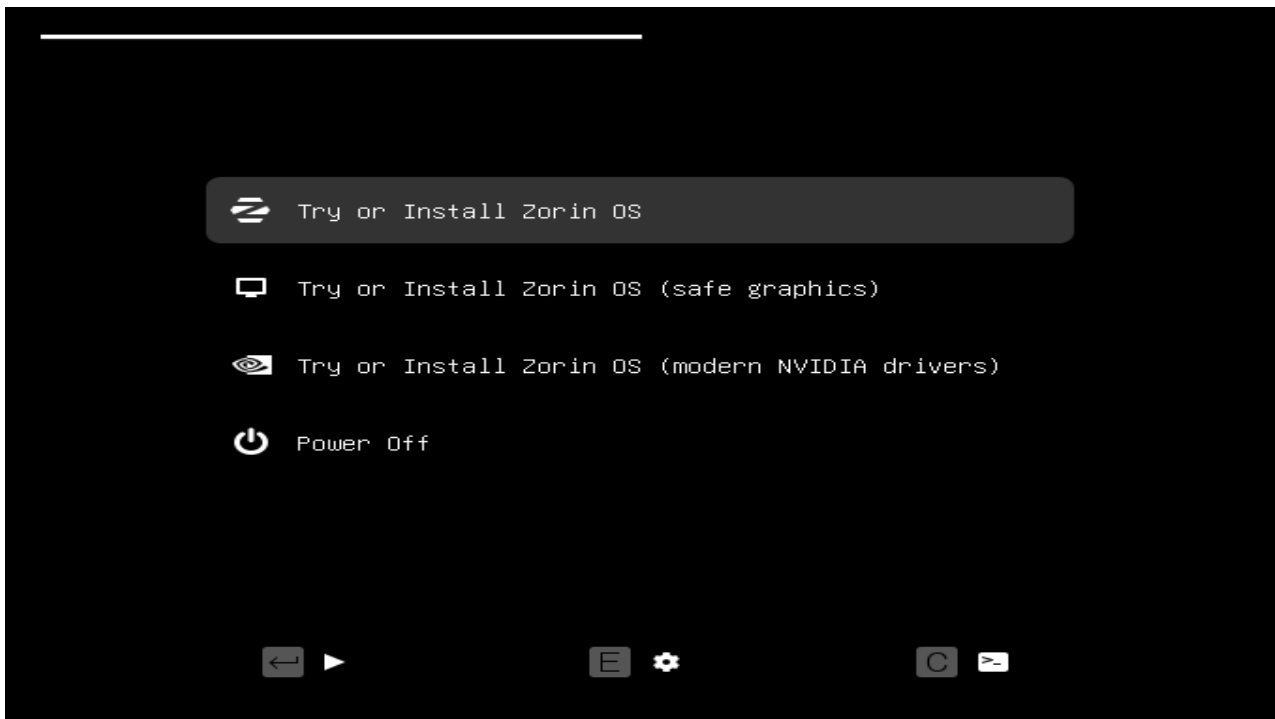 Try or Install Zorin OS
Try or Install Zorin OS (safe graphics)
Try or Install Zorin OS (modern NVIDIA drivers)
Power Off
E C >_